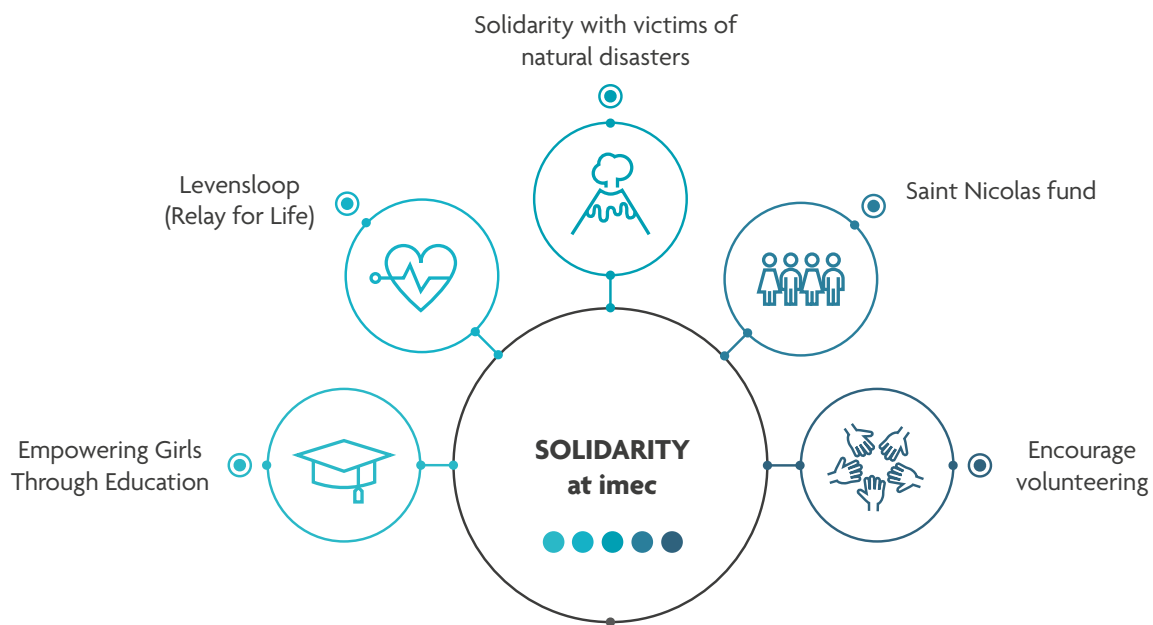 Solidarity with victims of
natural disasters
Levensloop
(Relay for Life)
Saint Nicolas fund
Empowering Girls
Through Education
SOLIDARITY
at imec
Encourage
volunteering